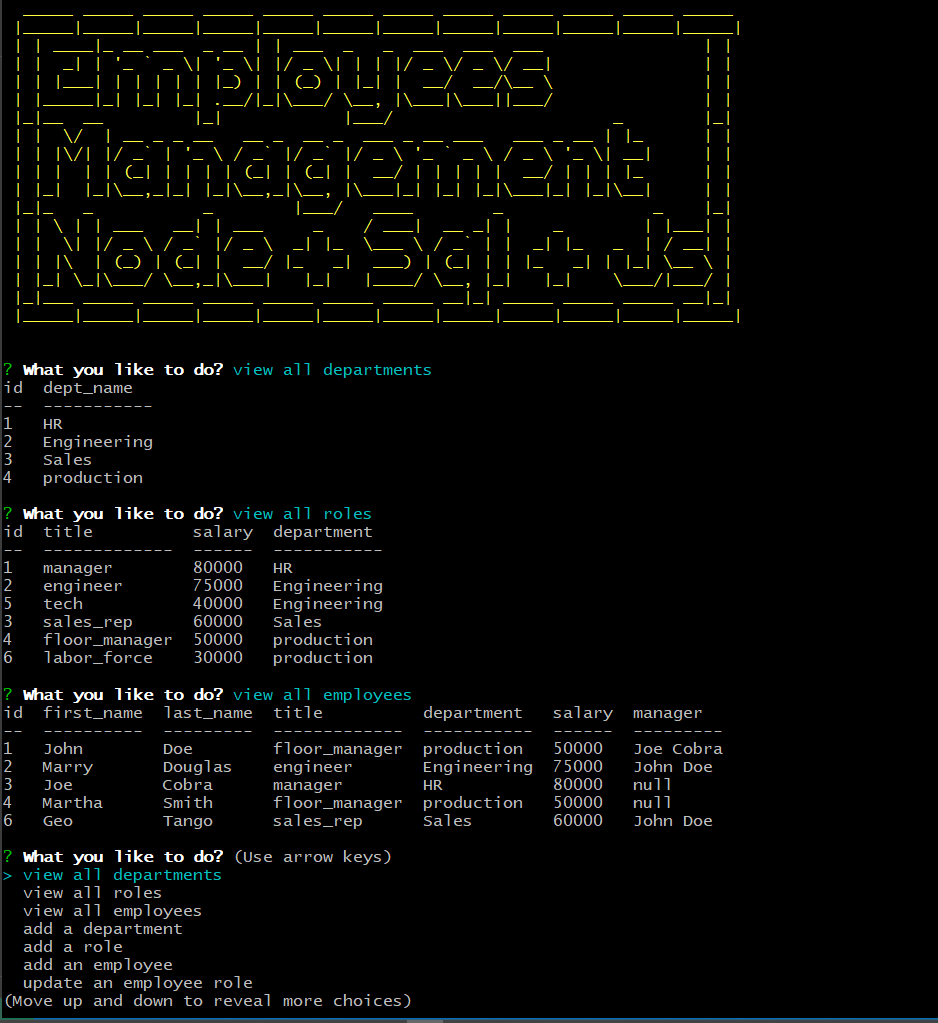 Employees
Management
Node + Sql + Js
? What you like to do? view all departments
id  dept_name
--  -----------
1   HR
2   Engineering
3   Sales
4   production
? What you like to do? view all roles
id  title          salary  department
--  -------------  ------  -----------
1   manager        80000   HR
2   engineer       75000   Engineering
5   tech           40000   Engineering
3   sales_rep      60000   Sales
4   floor_manager  50000   production
6   labor_force    30000   production
? What you like to do? view all employees
id  first_name  last_name  title          department   salary  manager
--  ----------  ---------  -------------  -----------  ------  ---------
1   John        Doe        floor_manager  production   50000   Joe Cobra
2   Marry       Douglas    engineer       Engineering  75000   John Doe
3   Joe         Cobra      manager        HR           80000   null
4   Martha      Smith      floor_manager  production   50000   null
6   Geo         Tango      sales_rep      Sales        60000   John Doe
? What you like to do? (Use arrow keys)
> view all departments
  view all roles
  view all employees
  add a department
  add a role
  add an employee
  update an employee role
(Move up and down to reveal more choices)